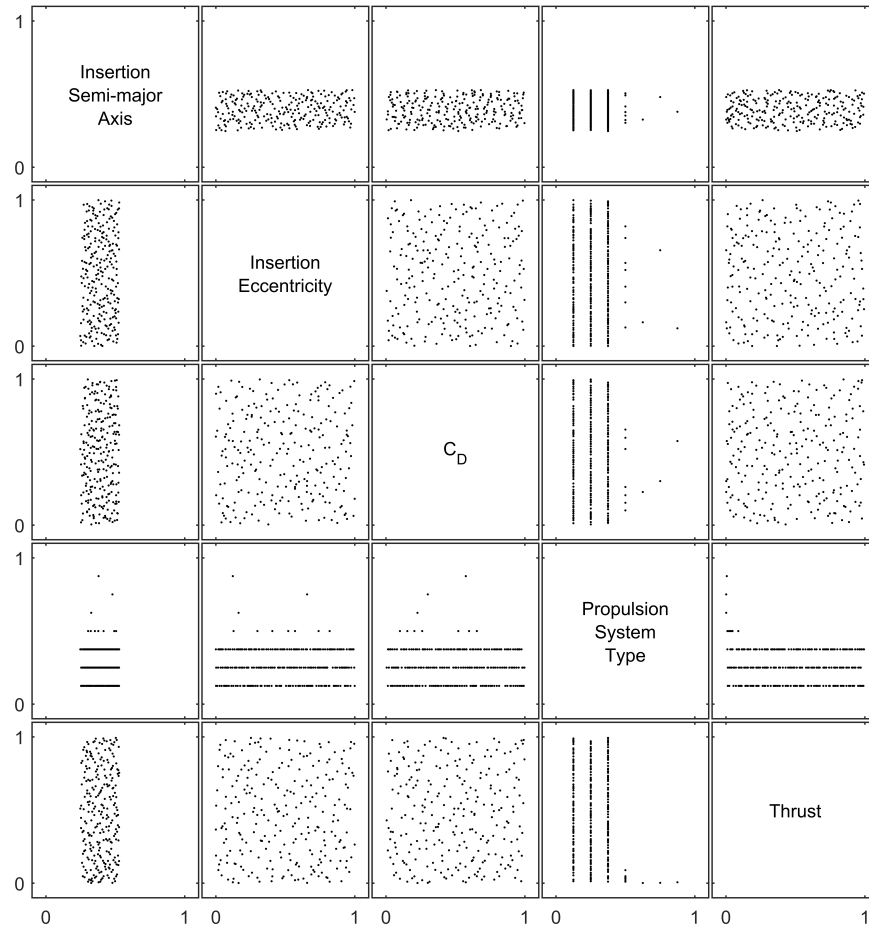 1
Insertion
Semi-major
Axis
0
1
Insertion
Eccentricity
0
1
C_D
0
1
Propulsion
System
Type
0
1
Thrust
0
0 1 0 1 0 1 0 1 0 1